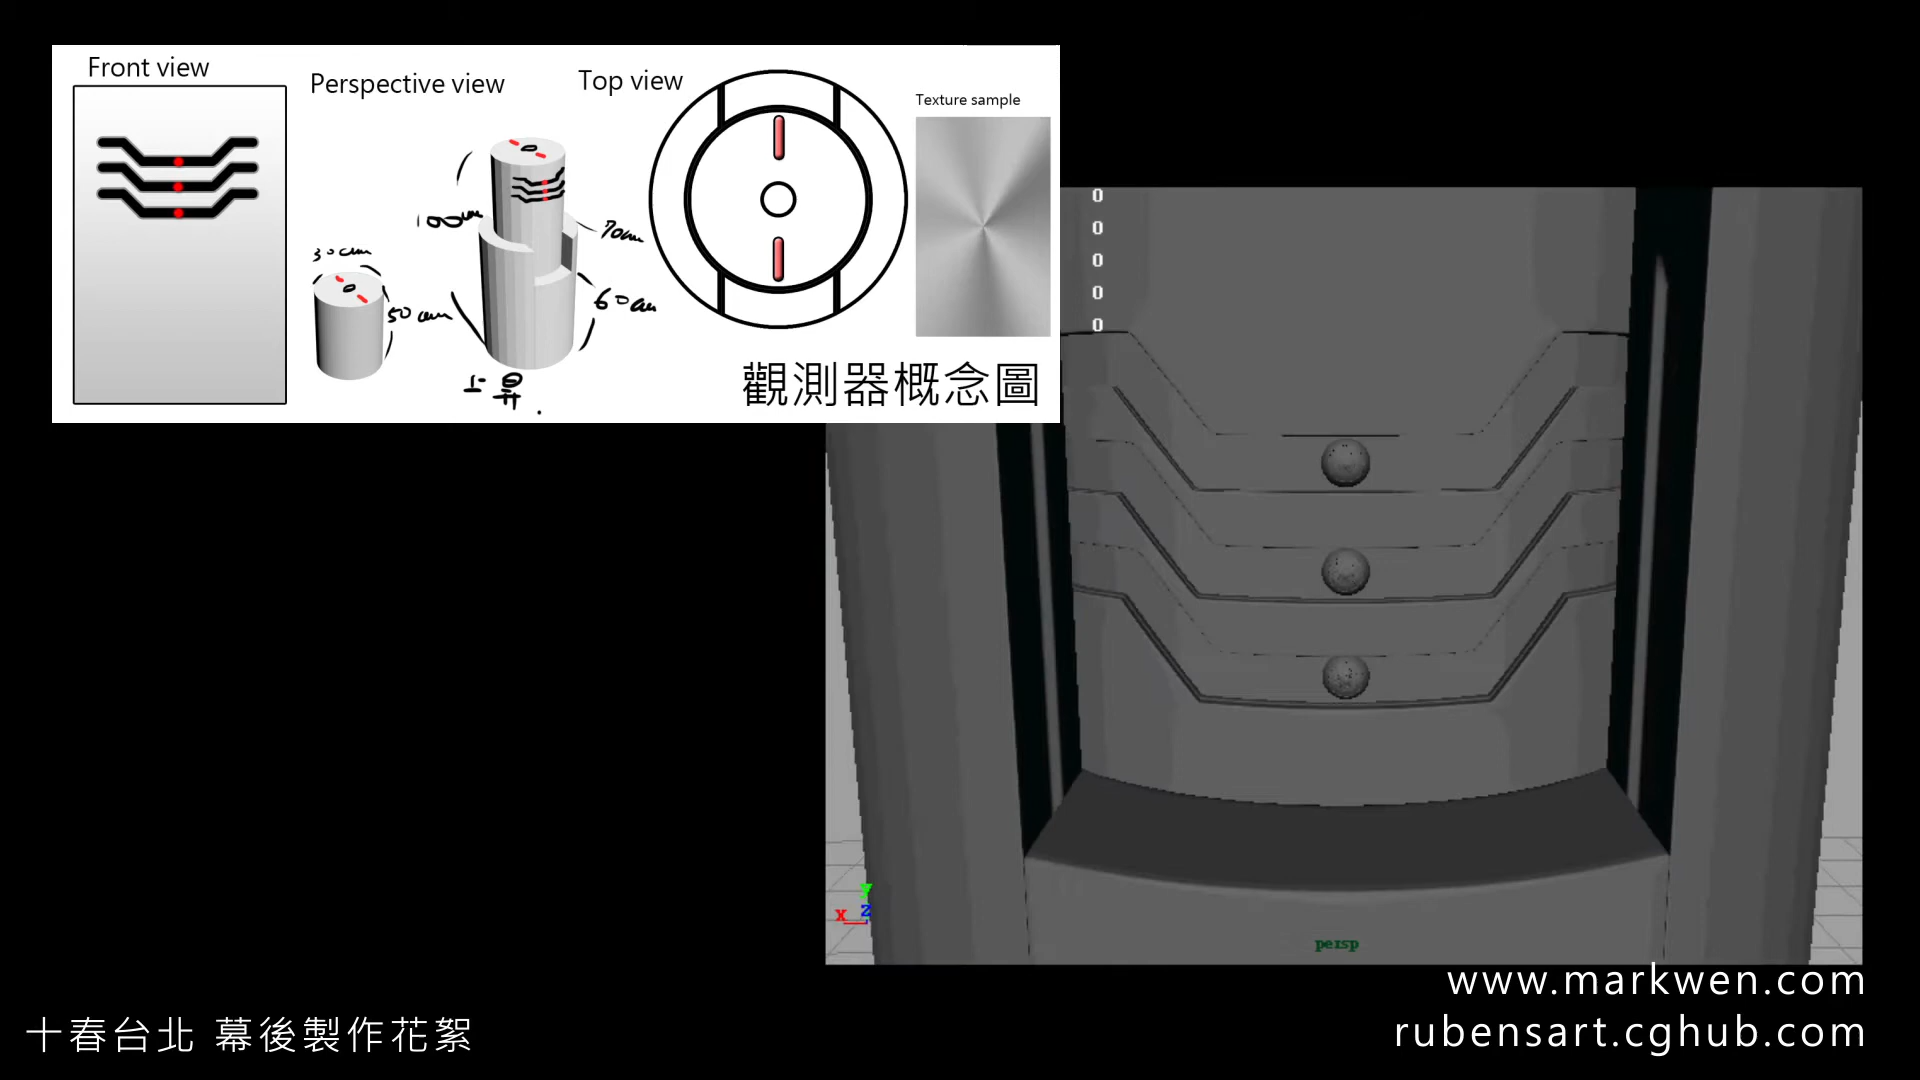 Front view
Perspective view
Top view
Texture sample
30cm
50cm
100cm
70cm
60cm
上昇
觀測器概念圖
0
0
0
0
0
Y
X Z
persp
www.markwen.com
rubensart.cghub.com
十春台北 幕後製作花絮